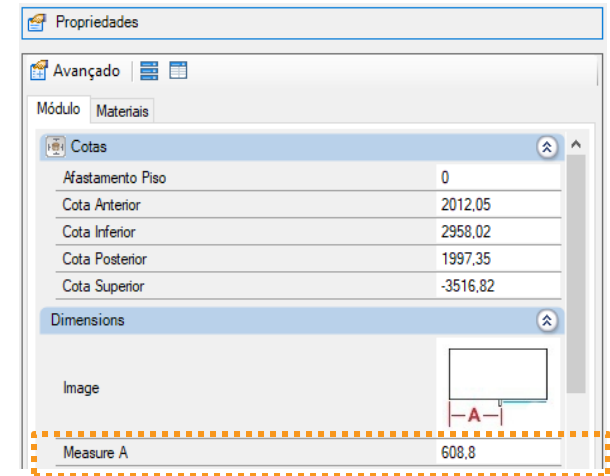 Propriedades
Avançado
Módulo Materiais
Cotas
Afastamento Piso 0
Cota Anterior 2012,05
Cota Inferior 2958,02
Cota Posterior 1997,35
Cota Superior -3516,82
Dimensions
Image
A
Measure A 608,8